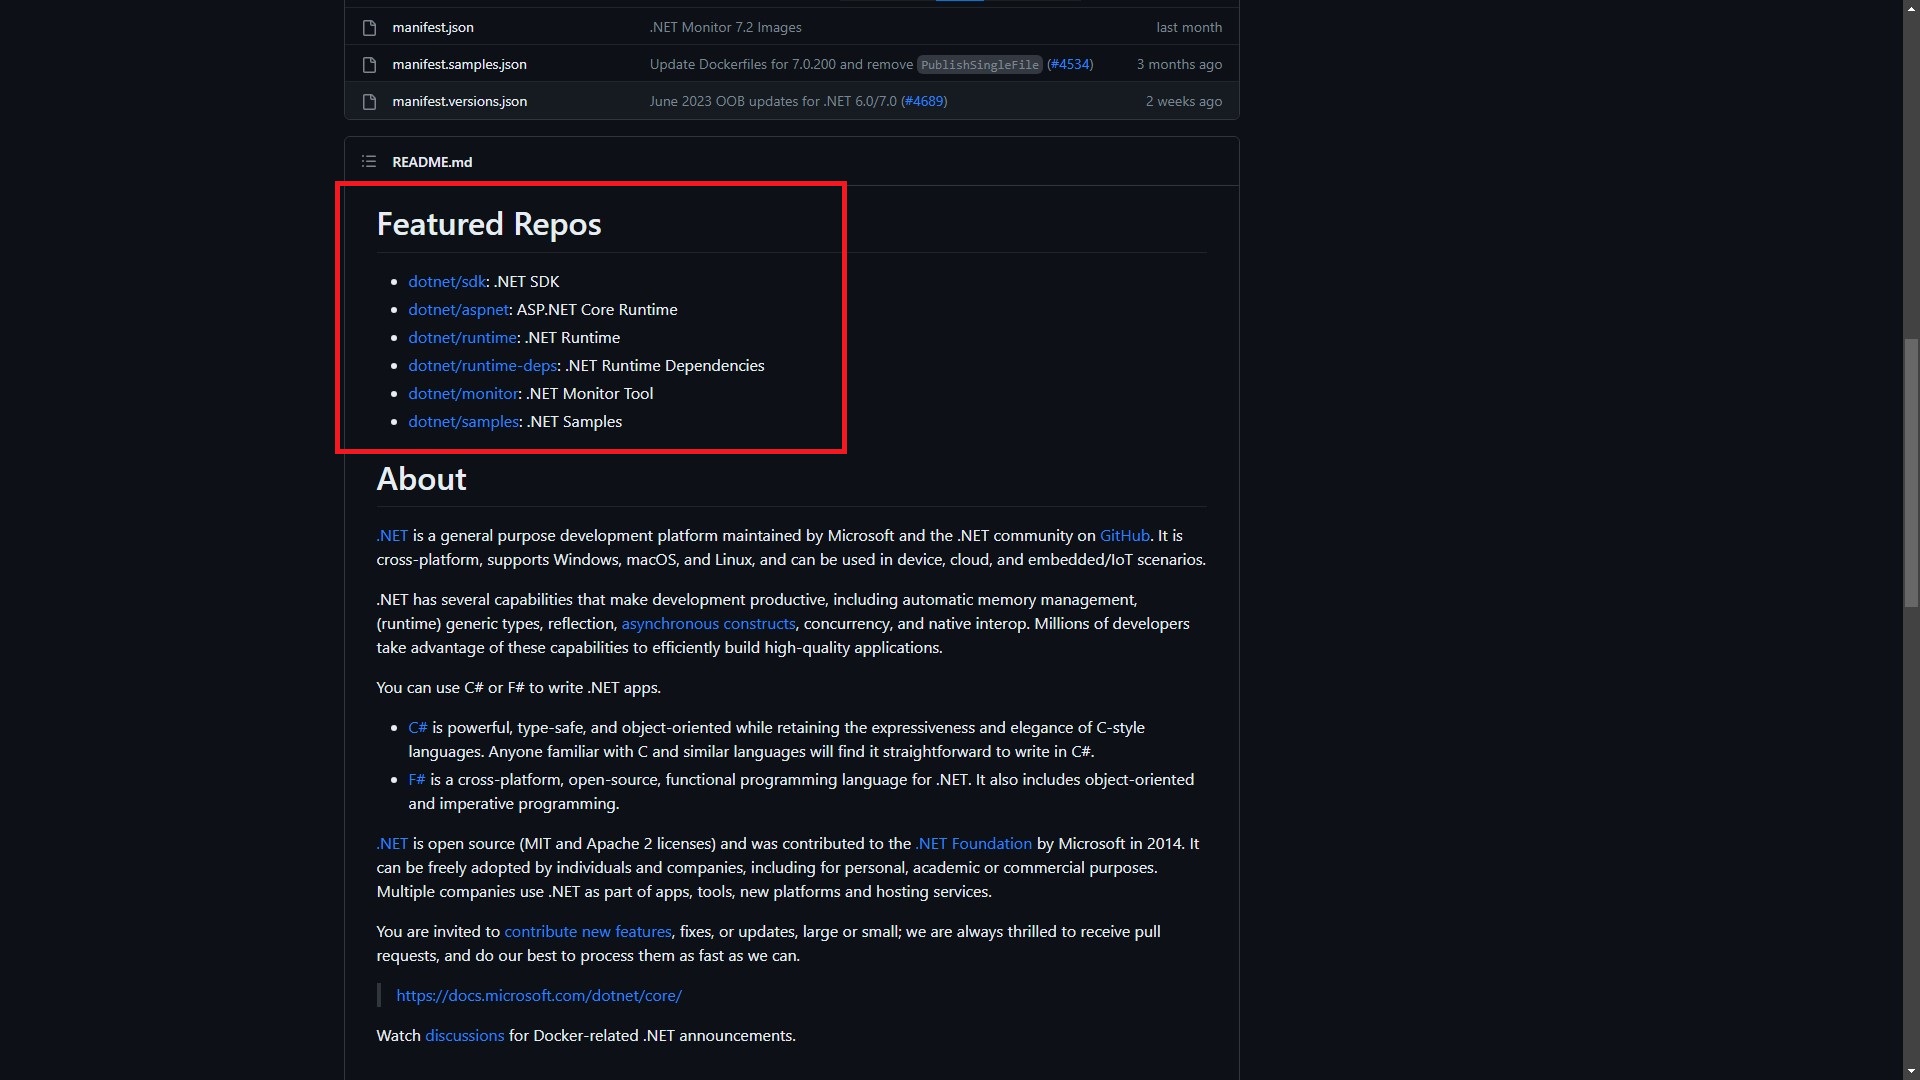 manifest.json .NET Monitor 7.2 Images last month
manifest.samples.json Update Dockerfiles for 7.0.200 and remove PublishSingleFile (#4534) 3 months ago
manifest.versions.json June 2023 OOB updates for .NET 6.0/7.0 (#4689) 2 weeks ago
README.md
Featured Repos
• dotnet/sdk: .NET SDK
• dotnet/aspnet: ASP.NET Core Runtime
• dotnet/runtime: .NET Runtime
• dotnet/runtime-deps: .NET Runtime Dependencies
• dotnet/monitor: .NET Monitor Tool
• dotnet/samples: .NET Samples
About
.NET is a general purpose development platform maintained by Microsoft and the .NET community on GitHub. It is
cross-platform, supports Windows, macOS, and Linux, and can be used in device, cloud, and embedded/IoT scenarios.
.NET has several capabilities that make development productive, including automatic memory management,
(runtime) generic types, reflection, asynchronous constructs, concurrency, and native interop. Millions of developers
take advantage of these capabilities to efficiently build high-quality applications.
You can use C# or F# to write .NET apps.
• C# is powerful, type-safe, and object-oriented while retaining the expressiveness and elegance of C-style
languages. Anyone familiar with C and similar languages will find it straightforward to write in C#.
• F# is a cross-platform, open-source, functional programming language for .NET. It also includes object-oriented
and imperative programming.
.NET is open source (MIT and Apache 2 licenses) and was contributed to the .NET Foundation by Microsoft in 2014. It
can be freely adopted by individuals and companies, including for personal, academic or commercial purposes.
Multiple companies use .NET as part of apps, tools, new platforms and hosting services.
You are invited to contribute new features, fixes, or updates, large or small; we are always thrilled to receive pull
requests, and do our best to process them as fast as we can.
https://docs.microsoft.com/dotnet/core/
Watch discussions for Docker-related .NET announcements.